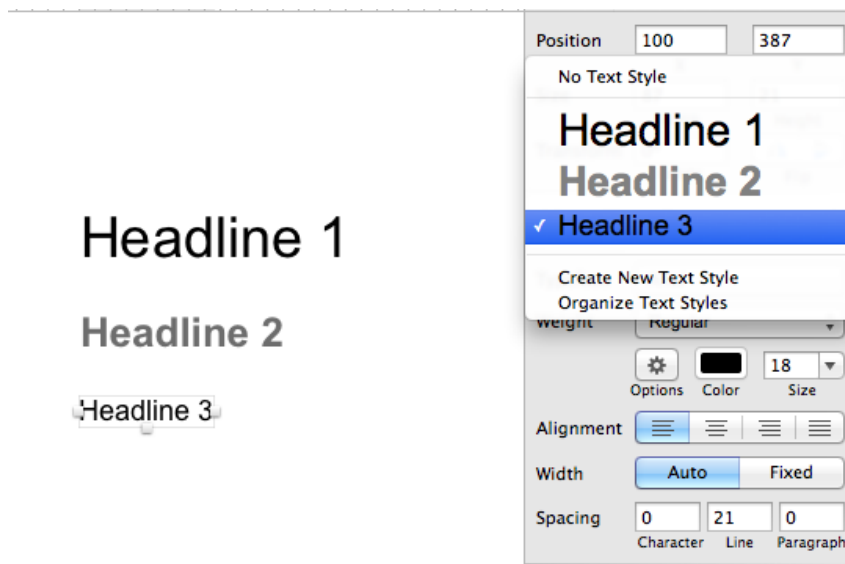 Position 100 387
No Text Style
Headline 1
Headline 2
Headline 3
Create New Text Style
Organize Text Styles
Headline 1
Headline 2
Headline 3
Weight Regular
18
Options Color Size
Alignment
Width Auto Fixed
Spacing 0 21 0
Character Line Paragraph